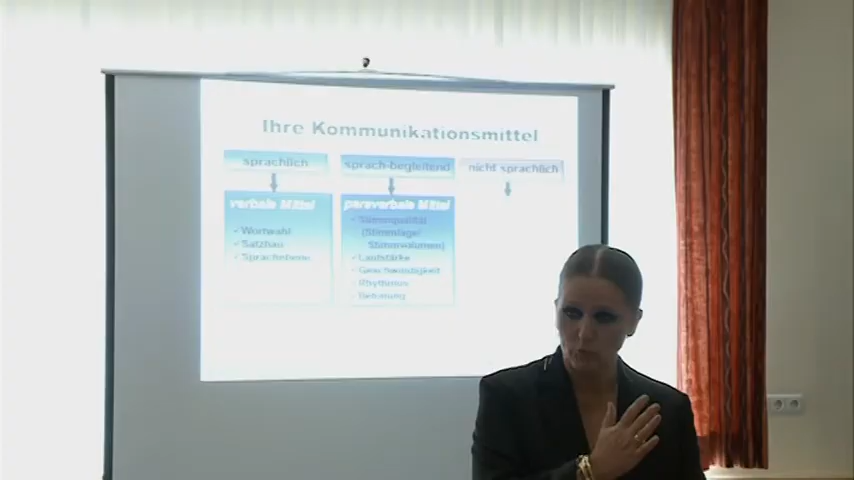 Ihre Kommunikationsmittel
sprachlich
sprach-begleitend
nicht sprachlich
verbale Mittel
✓ Wortwahl
✓ Satzbau
✓ Sprachebene
paraverbale Mittel
✓ Stimmqualität
(Stimmlage/
Stimmvolumen)
✓ Lautstärke
✓ Geschwindigkeit
✓ Rhythmus
✓ Betonung